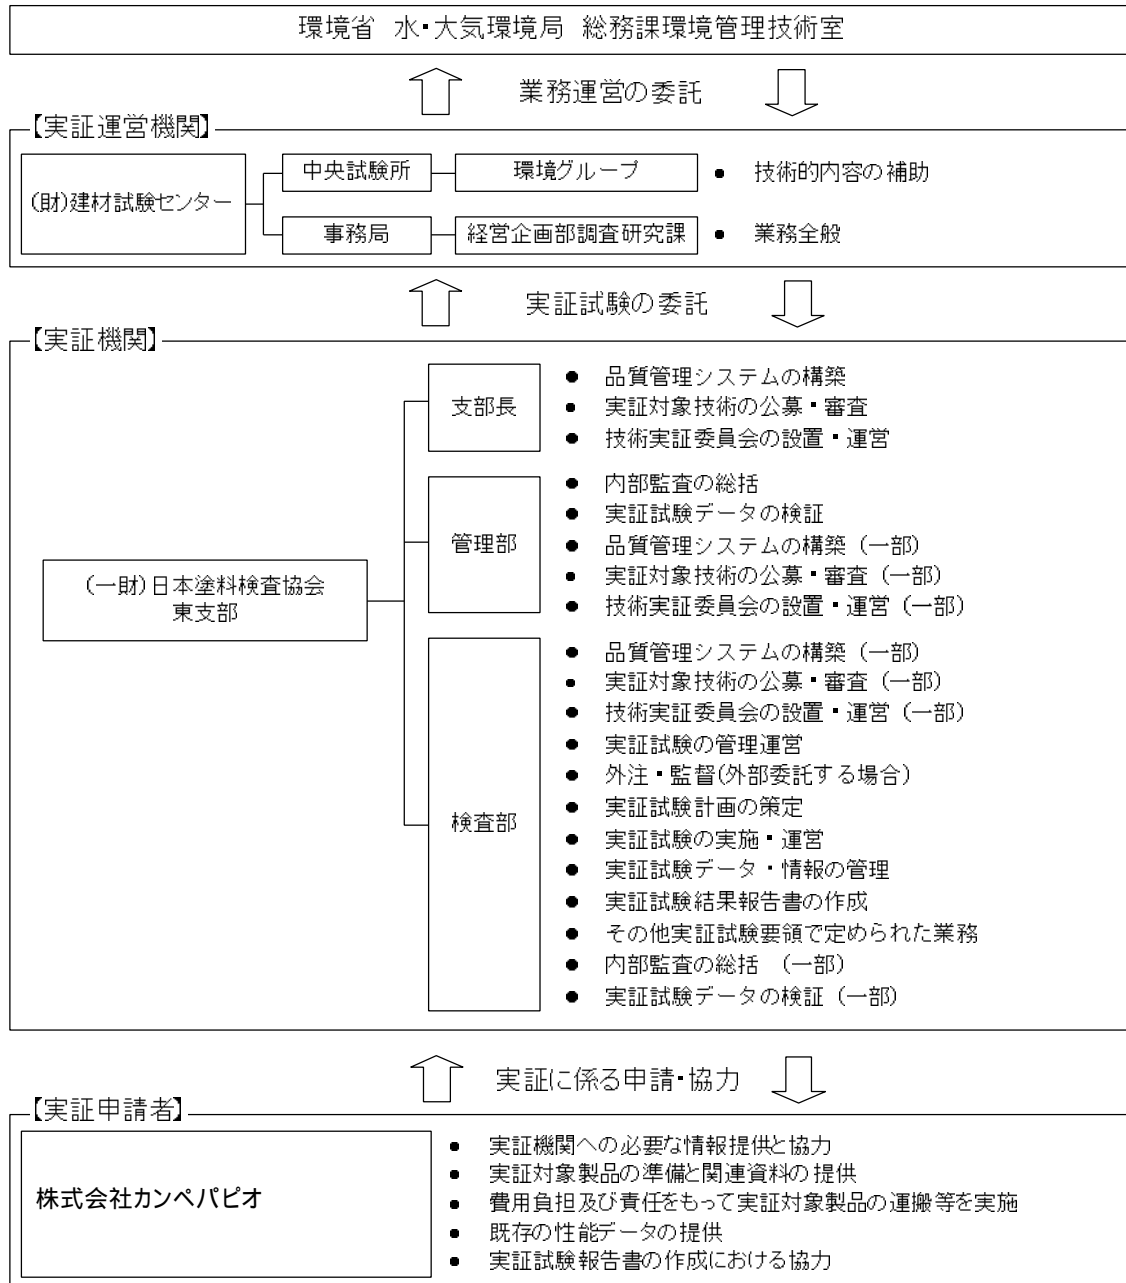 環境省 水・大気環境局 総務課環境管理技術室
業務運営の委託
【実証運営機関】
(財)建材試験センター
中央試験所
環境グループ
● 技術的内容の補助
事務局
経営企画部調査研究課
● 業務全般
実証試験の委託
【実証機関】
(一財)日本塗料検査協会
東支部
支部長
● 品質管理システムの構築
● 実証対象技術の公募・審査
● 技術実証委員会の設置・運営
管理部
● 内部監査の総括
● 実証試験データの検証
● 品質管理システムの構築（一部）
● 実証対象技術の公募・審査（一部）
● 技術実証委員会の設置・運営（一部）
検査部
● 品質管理システムの構築（一部）
● 実証対象技術の公募・審査（一部）
● 技術実証委員会の設置・運営（一部）
● 実証試験の管理運営
● 外注・監督(外部委託する場合)
● 実証試験計画の策定
● 実証試験の実施・運営
● 実証試験データ・情報の管理
● 実証試験結果報告書の作成
● その他実証試験要領で定められた業務
● 内部監査の総括 （一部）
● 実証試験データの検証（一部）
実証に係る申請・協力
【実証申請者】
株式会社カンペパピオ
● 実証機関への必要な情報提供と協力
● 実証対象製品の準備と関連資料の提供
● 費用負担及び責任をもって実証対象製品の運搬等を実施
● 既存の性能データの提供
● 実証試験報告書の作成における協力